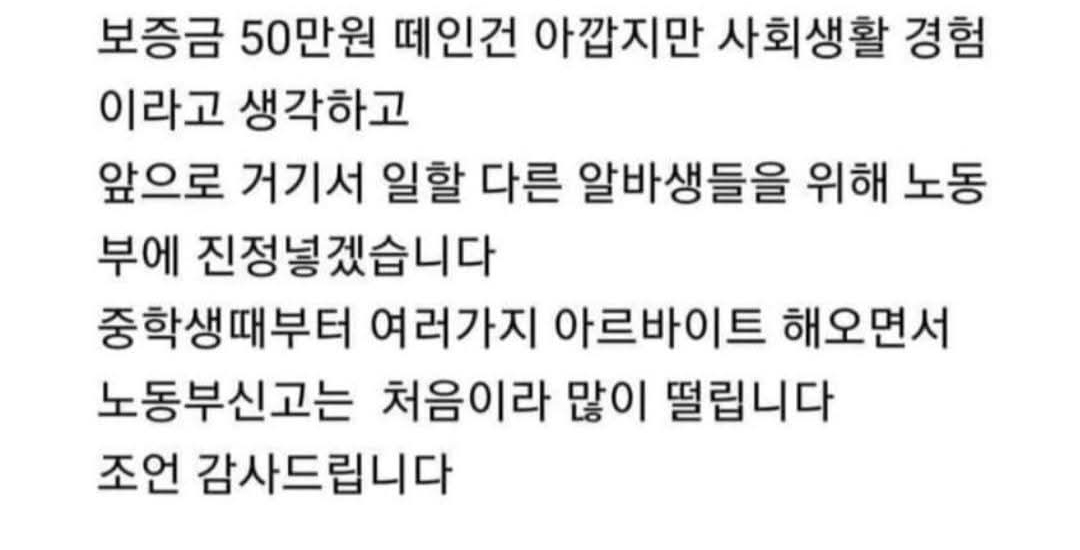 보증금 50만원 떼인건 아깝지만 사회생활 경험
이라고 생각하고
앞으로 거기서 일할 다른 알바생들을 위해 노동
부에 진정넣겠습니다
중학생때부터 여러가지 아르바이트 해오면서
노동부신고는  처음이라 많이 떨립니다
조언 감사드립니다